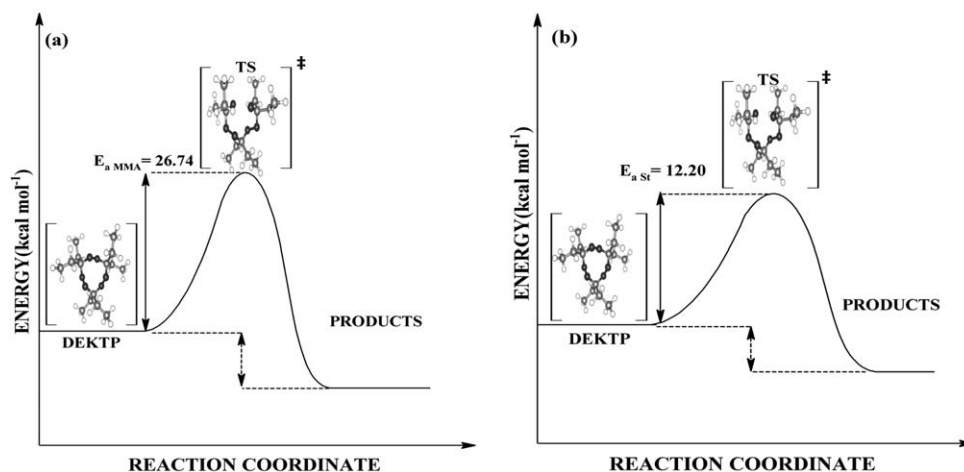 (a)
TS
‡
E a MMA = 26.74
ENERGY(kcal mol-1)
DEKTP
PRODUCTS
REACTION COORDINATE
(b)
TS
‡
E a St = 12.20
ENERGY(kcal mol-1)
DEKTP
PRODUCTS
REACTION COORDINATE